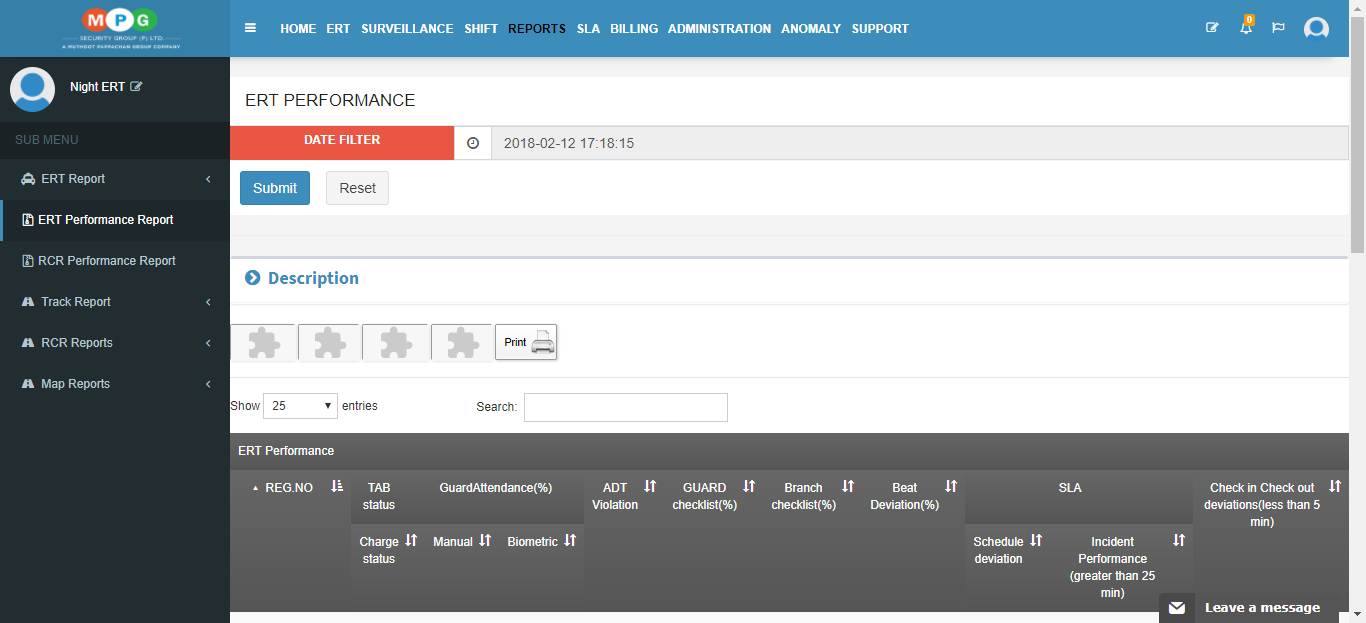 MPG
SECURITY GROUP (P) LTD.
A MUTHOOT PAPPACHAN GROUP COMPANY
HOME ERT SURVEILLANCE SHIFT REPORTS SLA BILLING ADMINISTRATION ANOMALY SUPPORT
0
Night ERT
SUB MENU
ERT Report
ERT Performance Report
RCR Performance Report
Track Report
RCR Reports
Map Reports
ERT PERFORMANCE
DATE FILTER
2018-02-12 17:18:15
Submit Reset
Description
Print
Show 25 entries
Search:
ERT Performance
REG.NO
TAB
status
GuardAttendance(%)
ADT
Violation
GUARD
checklist(%)
Branch
checklist(%)
Beat
Deviation(%)
SLA
Check in Check out
deviations(less than 5
min)
Charge
status
Manual
Biometric
Schedule
deviation
Incident
Performance
(greater than 25
min)
Leave a message